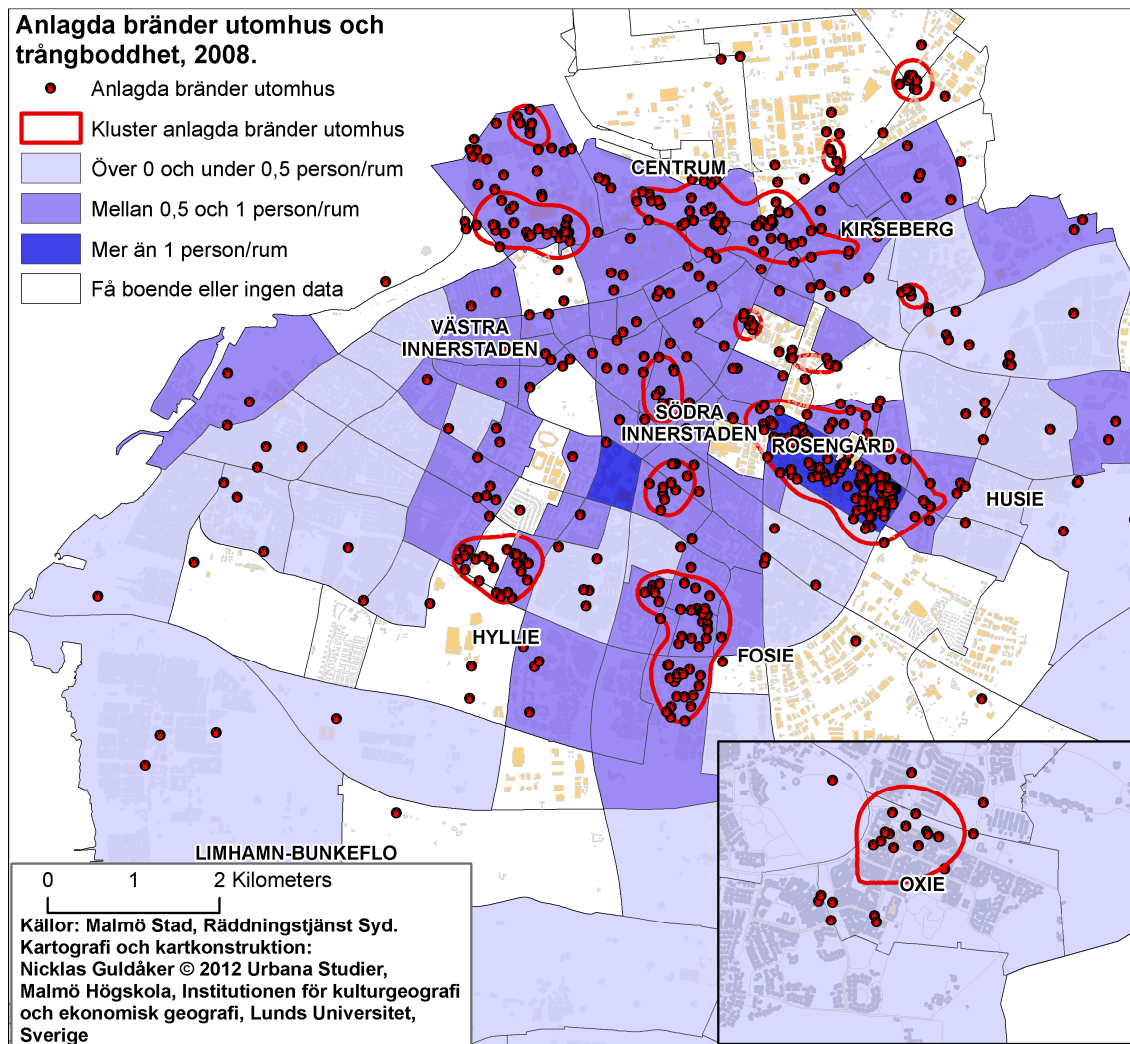 Anlagda bränder utomhus och
trångboddhet, 2008.
Anlagda bränder utomhus
Kluster anlagda bränder utomhus
Över 0 och under 0,5 person/rum
Mellan 0,5 och 1 person/rum
Mer än 1 person/rum
Få boende eller ingen data
CENTRUM
KIRSEBERG
VÄSTRA
INNERSTADEN
SÖDRA
INNERSTADEN
ROSENGÅRD
HUSIE
HYLLIE
FOSIE
LIMHAMN-BUNKEFLO
OXIE
0 1 2 Kilometers
Källor: Malmö Stad, Räddningstjänst Syd.
Kartografi och kartkonstruktion:
Nicklas Guldåker © 2012 Urbana Studier,
Malmö Högskola, Institutionen för kulturgeografi
och ekonomisk geografi, Lunds Universitet,
Sverige